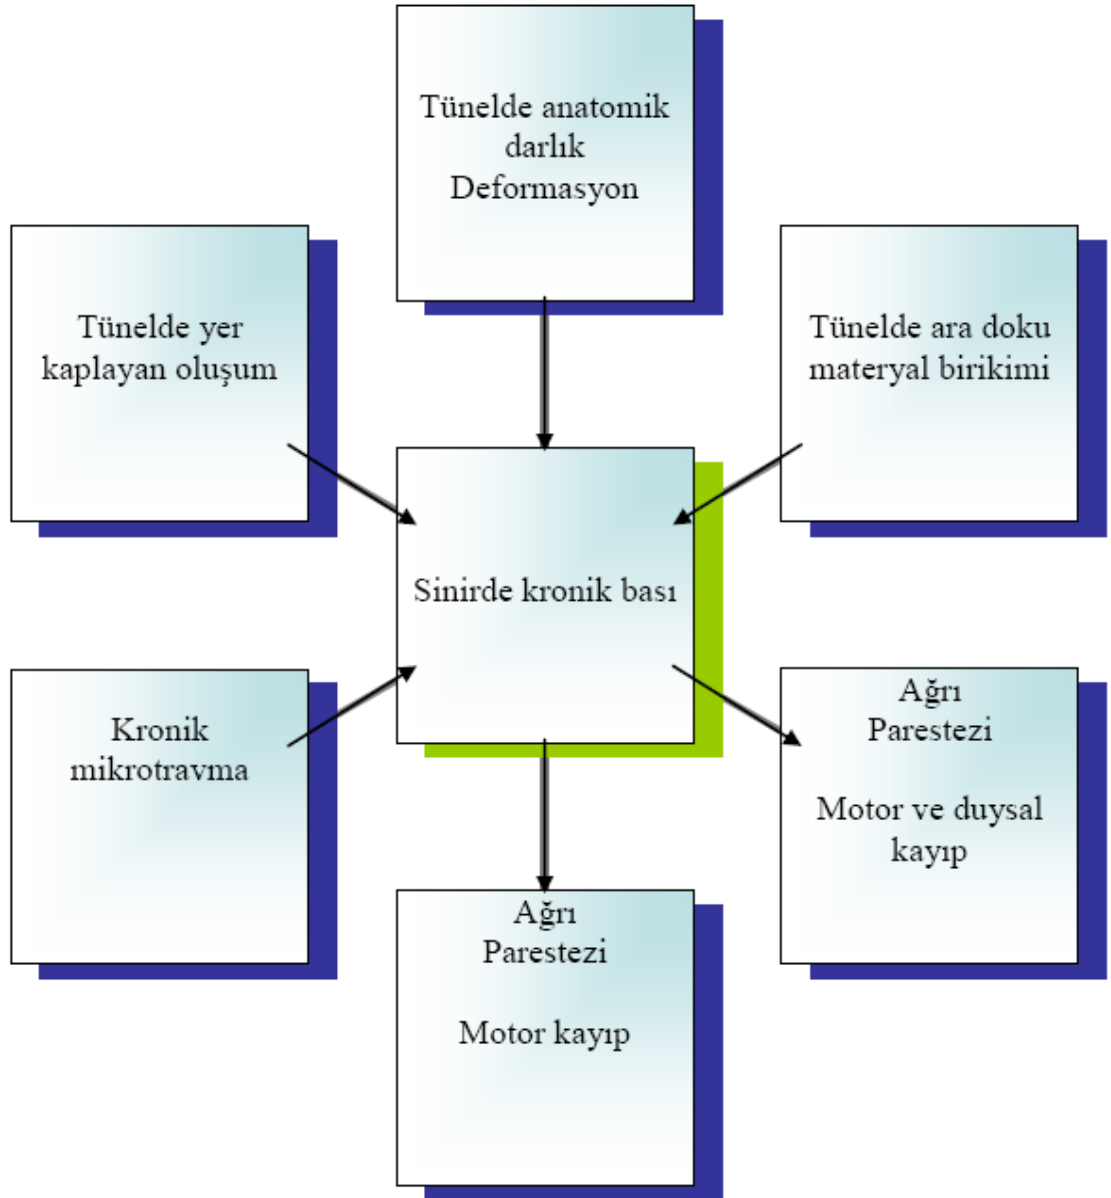 Tünelde anatomik
darlık
Deformasyon
Tünelde yer
kaplayan oluşum
Tünelde ara doku
materyal birikimi
Sinirde kronik bası
Kronik
mikrotravma
Ağrı
Parestezi
Motor ve duysal
kayıp
Ağrı
Parestezi
Motor kayıp